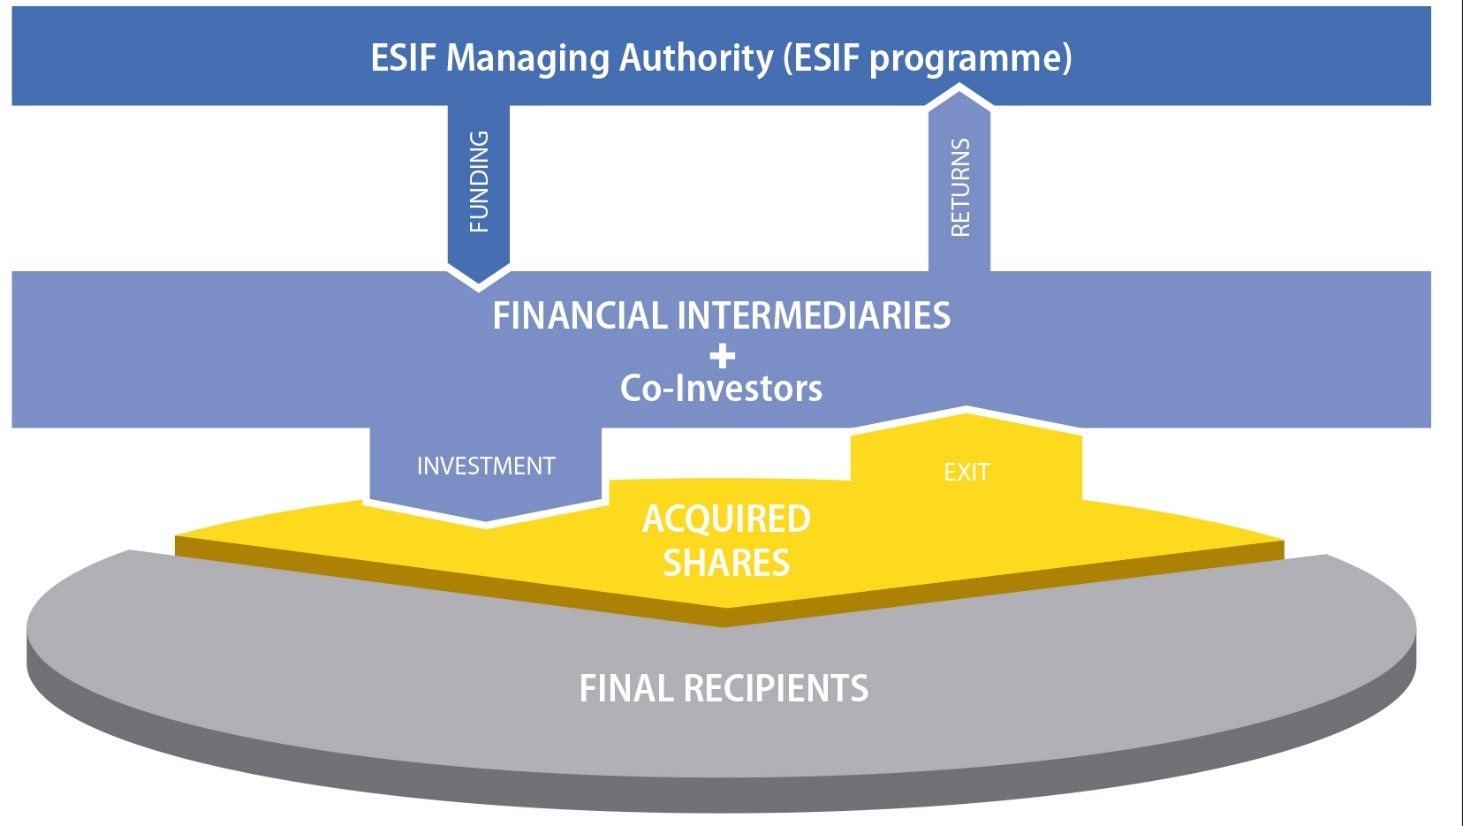 ESIF Managing Authority (ESIF programme)
FUNDING
RETURNS
FINANCIAL INTERMEDIARIES
+
Co-Investors
INVESTMENT
EXIT
ACQUIRED
SHARES
FINAL RECIPIENTS